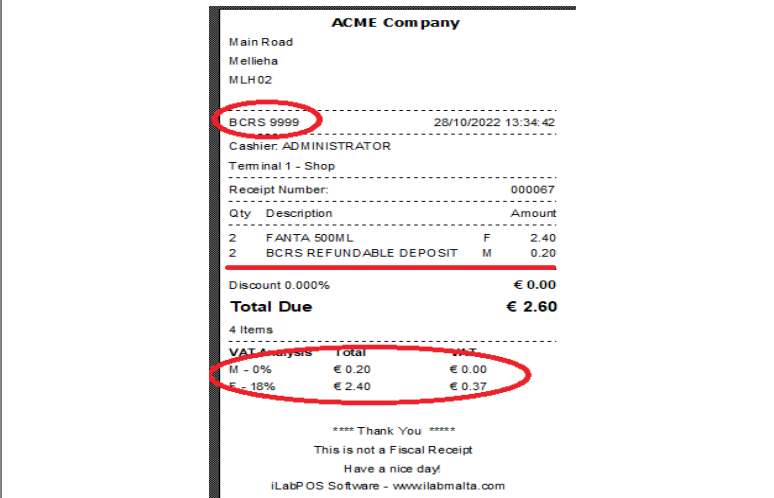 ACME Company
Main Road
Mellieha
MLH02
BCRS 9999 28/10/2022 13:34:42
Cashier: ADMINISTRATOR
Terminal 1 - Shop
Receipt Number: 000067
Qty Description Amount
2 FANTA 500ML F 2.40
2 BCRS REFUNDABLE DEPOSIT M 0.20
Discount 0.000% € 0.00
Total Due € 2.60
4 Items
VAT Analysis Total VAT
M - 0% € 0.20 € 0.00
F - 18% € 2.40 € 0.37
**** Thank You *****
This is not a Fiscal Receipt
Have a nice day!
iLabPOS Software - www.ilabmalta.com